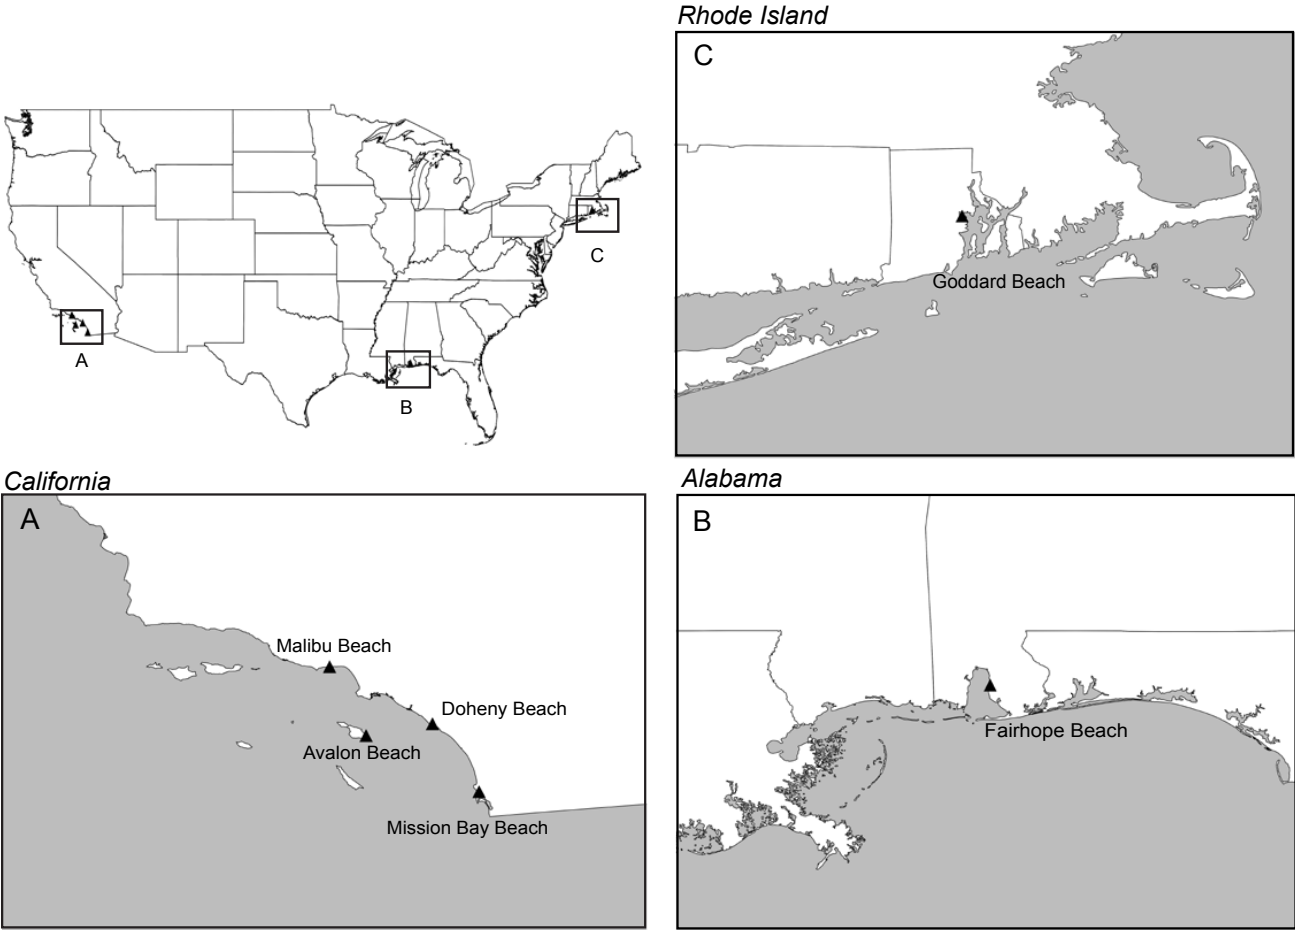 Rhode Island
C
Goddard Beach
A
B
C
California
A
Malibu Beach
Doheny Beach
Avalon Beach
Mission Bay Beach
Alabama
B
Fairhope Beach